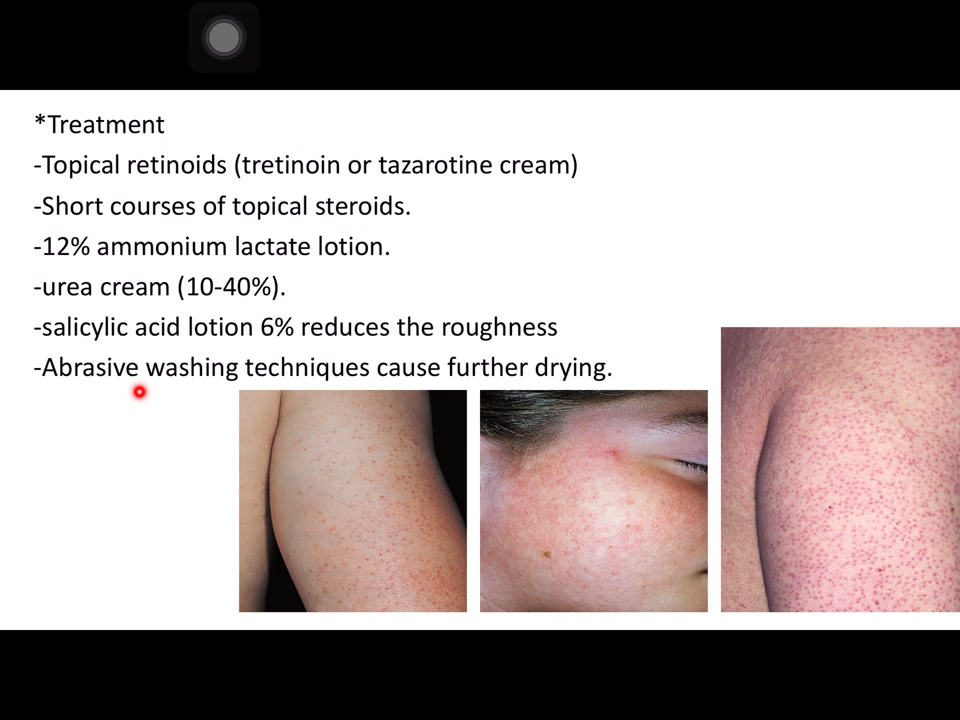 *Treatment
-Topical retinoids (tretinoin or tazarotine cream)
-Short courses of topical steroids.
-12% ammonium lactate lotion.
-urea cream (10-40%).
-salicylic acid lotion 6% reduces the roughness
-Abrasive washing techniques cause further drying.